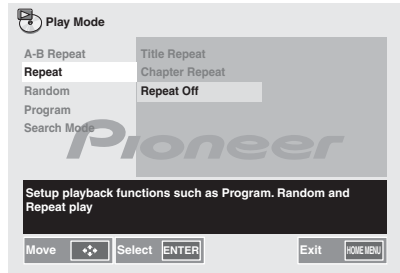 Play Mode
A-B Repeat
Title Repeat
Repeat
Chapter Repeat
Random
Repeat Off
Program
Search Mode
Pioneer
Setup playback functions such as Program. Random and
Repeat play
Move Select ENTER Exit HOME MENU